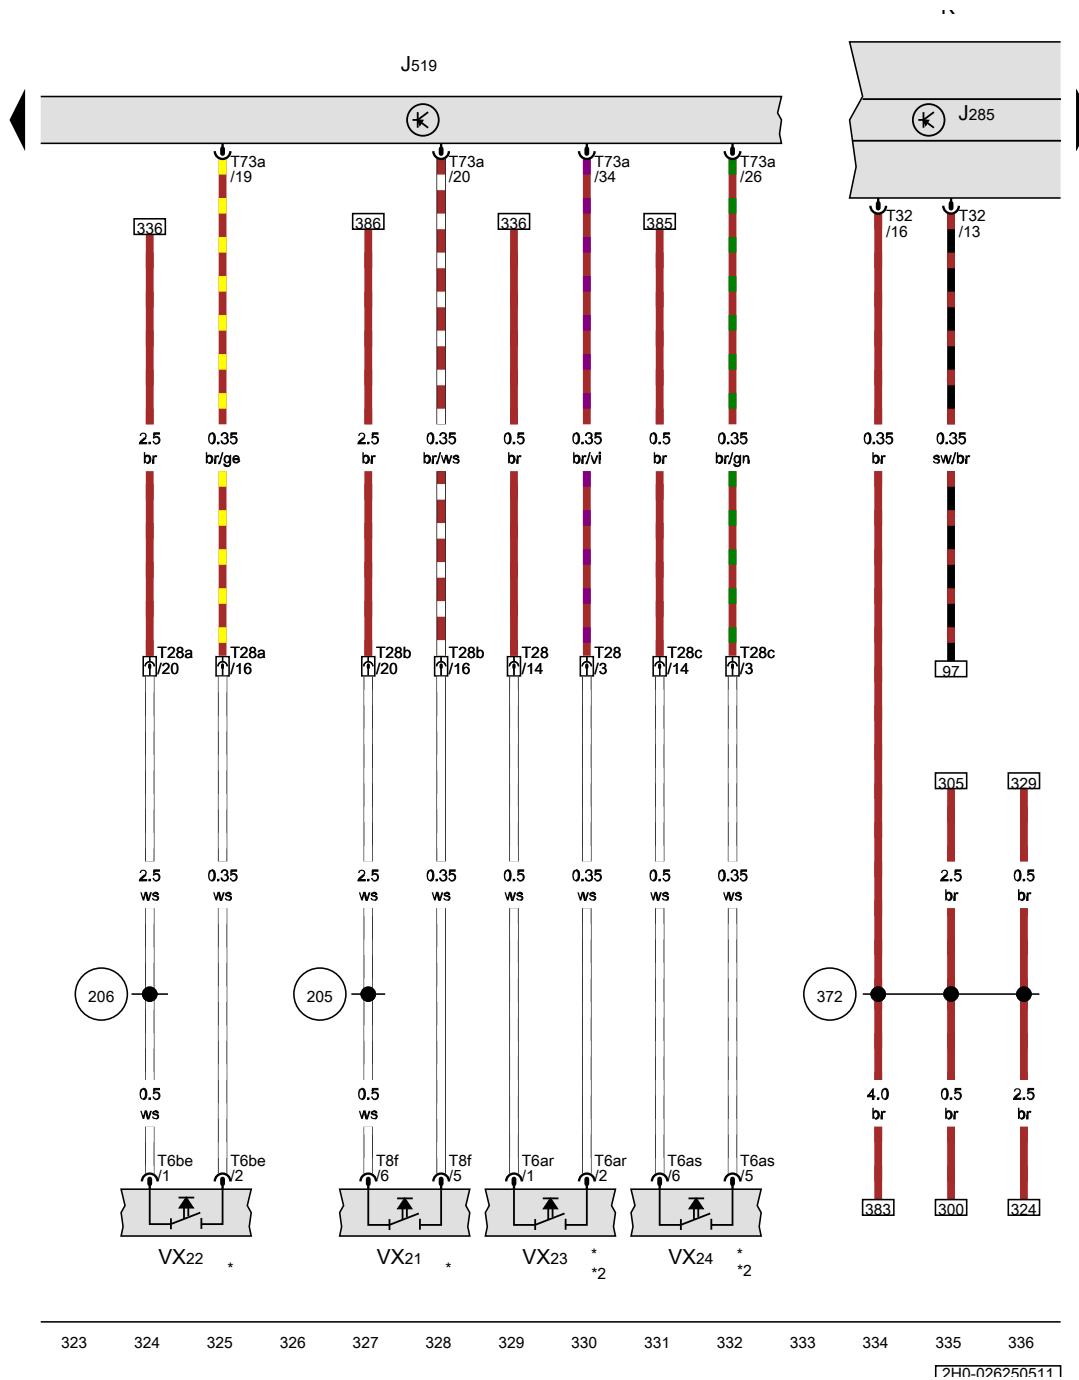 J519
J285
T73a
/19
T73a
/20
T73a
/34
T73a
/26
T32
/16
T32
/13
336
386
336
385
2.5
br
0.35
br/ge
2.5
br
0.35
br/ws
0.5
br
0.35
br/vi
0.5
br
0.35
br/gn
0.35
br
0.35
sw/br
T28a
/20
T28a
/16
T28b
/20
T28b
/16
T28
/14
T28
/3
T28c
/14
T28c
/3
97
305
329
2.5
ws
0.35
ws
2.5
ws
0.35
ws
0.5
ws
0.35
ws
0.5
ws
0.35
ws
2.5
br
0.5
br
206
205
372
0.5
ws
0.5
ws
4.0
br
0.5
br
2.5
br
T6be
/1
T6be
/2
T8f
/6
T8f
/5
T6ar
/1
T6ar
/2
T6as
/6
T6as
/5
383
300
324
VX22 *
VX21 *
VX23 *
*2
VX24 *
*2
323 324 325 326 327 328 329 330 331 332 333 334 335 336
2H0-026250511